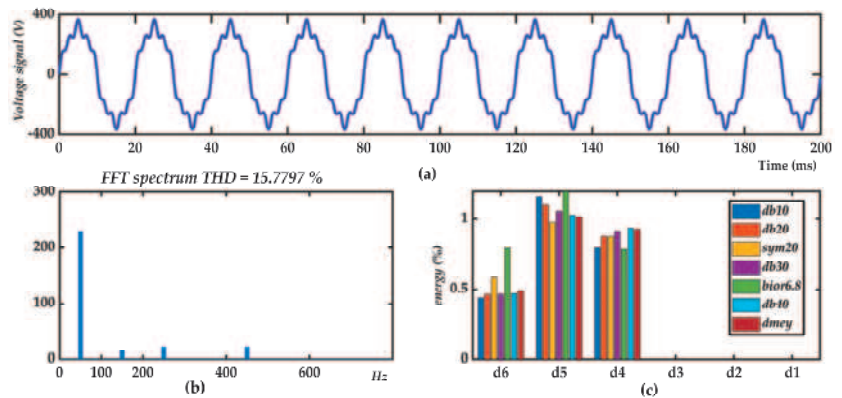 400
Voltage signal (V)
0
-400
0 20 40 60 80 100 120 140 160 180 200
Time (ms)
(a)
FFT spectrum THD = 15.7797 %
300
200
100
0
0 100 200 400 600 Hz
(b)
1
energy (%)
0.5
0
d6 d5 d4 d3 d2 d1
(c)
db10
db20
sym20
db30
bior6.8
db40
dmey